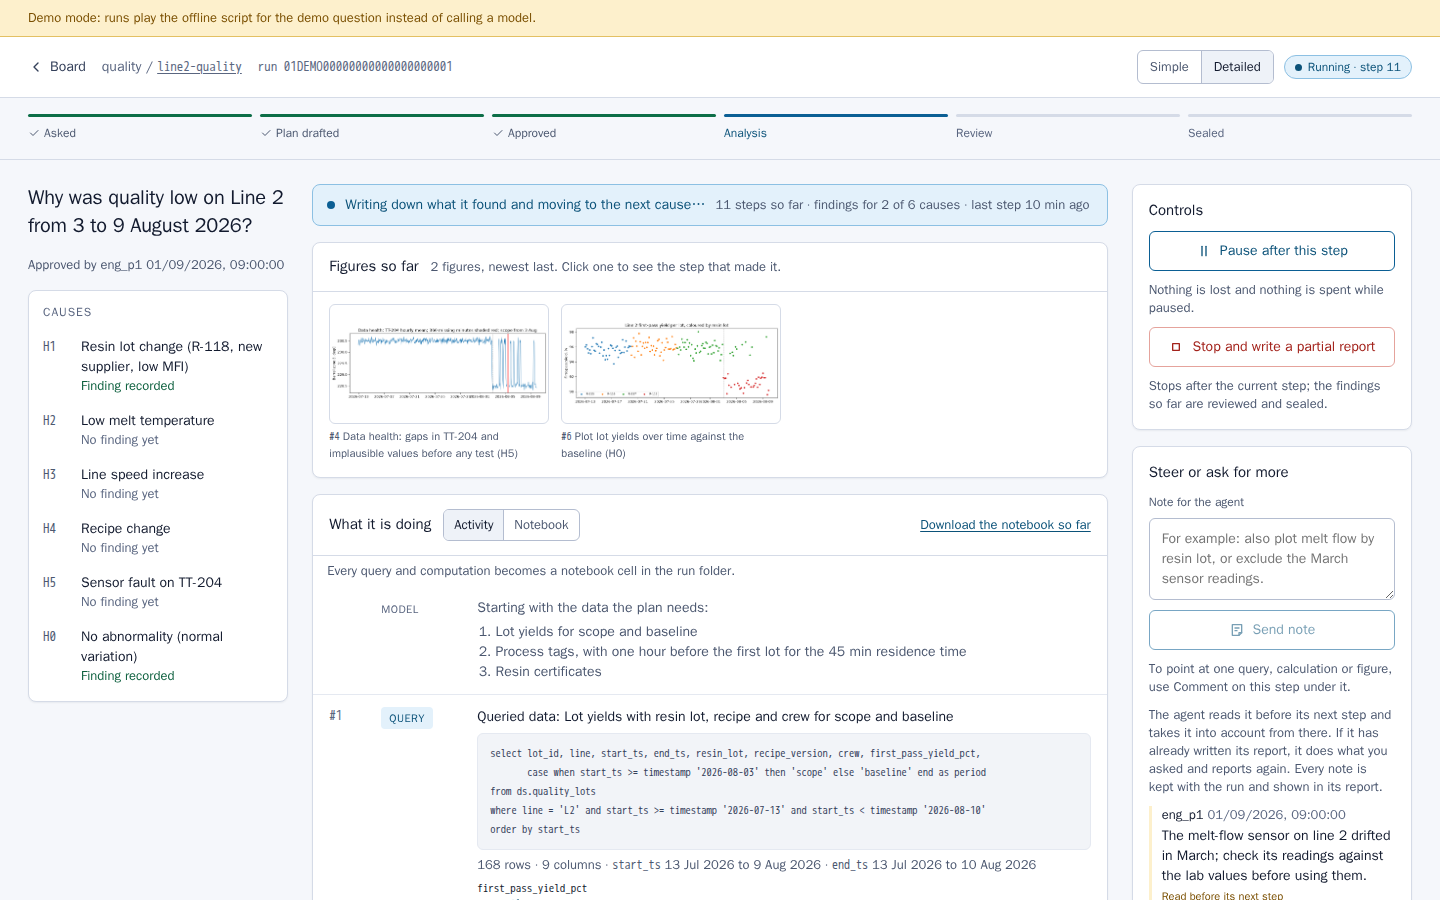 Demo mode: runs play the offline script for the demo question instead of calling a model.
Board quality / line2-quality run 01DEMO00000000000000000001
Simple Detailed Running · step 11
Asked Plan drafted Approved Analysis Review Sealed
Why was quality low on Line 2
from 3 to 9 August 2026?
Approved by eng_p1 01/09/2026, 09:00:00
CAUSES
H1 Resin lot change (R-118, new
supplier, low MFI)
Finding recorded
H2 Low melt temperature
No finding yet
H3 Line speed increase
No finding yet
H4 Recipe change
No finding yet
H5 Sensor fault on TT-204
No finding yet
H0 No abnormality (normal
variation)
Finding recorded
Writing down what it found and moving to the next cause··· 11 steps so far · findings for 2 of 6 causes · last step 10 min ago
Figures so far 2 figures, newest last. Click one to see the step that made it.
Line 2 first-pass yield per lot, coloured by resin lot
#4 Data health: gaps in TT-204 and
implausible values before any test (H5)
#6 Plot lot yields over time against the
baseline (H0)
What it is doing Activity Notebook Download the notebook so far
Every query and computation becomes a notebook cell in the run folder.
MODEL Starting with the data the plan needs:
1. Lot yields for scope and baseline
2. Process tags, with one hour before the first lot for the 45 min residence time
3. Resin certificates
#1 QUERY Queried data: Lot yields with resin lot, recipe and crew for scope and baseline
select lot_id, line, start_ts, end_ts, resin_lot, recipe_version, crew, first_pass_yield_pct,
case when start_ts >= timestamp '2026-08-03' then 'scope' else 'baseline' end as period
from ds.quality_lots
where line = 'L2' and start_ts >= timestamp '2026-07-13' and start_ts < timestamp '2026-08-10'
order by start_ts
168 rows · 9 columns · start_ts 13 Jul 2026 to 9 Aug 2026 · end_ts 13 Jul 2026 to 10 Aug 2026
first_pass_yield_pct
Controls
Pause after this step
Nothing is lost and nothing is spent while
paused.
Stop and write a partial report
Stops after the current step; the findings
so far are reviewed and sealed.
Steer or ask for more
Note for the agent
For example: also plot melt flow by
resin lot, or exclude the March
sensor readings.
Send note
To point at one query, calculation or figure,
use Comment on this step under it.
The agent reads it before its next step and
takes it into account from there. If it has
already written its report, it does what you
asked and reports again. Every note is
kept with the run and shown in its report.
eng_p1 01/09/2026, 09:00:00
The melt-flow sensor on line 2 drifted
in March; check its readings against
the lab values before using them.
Read before its next step